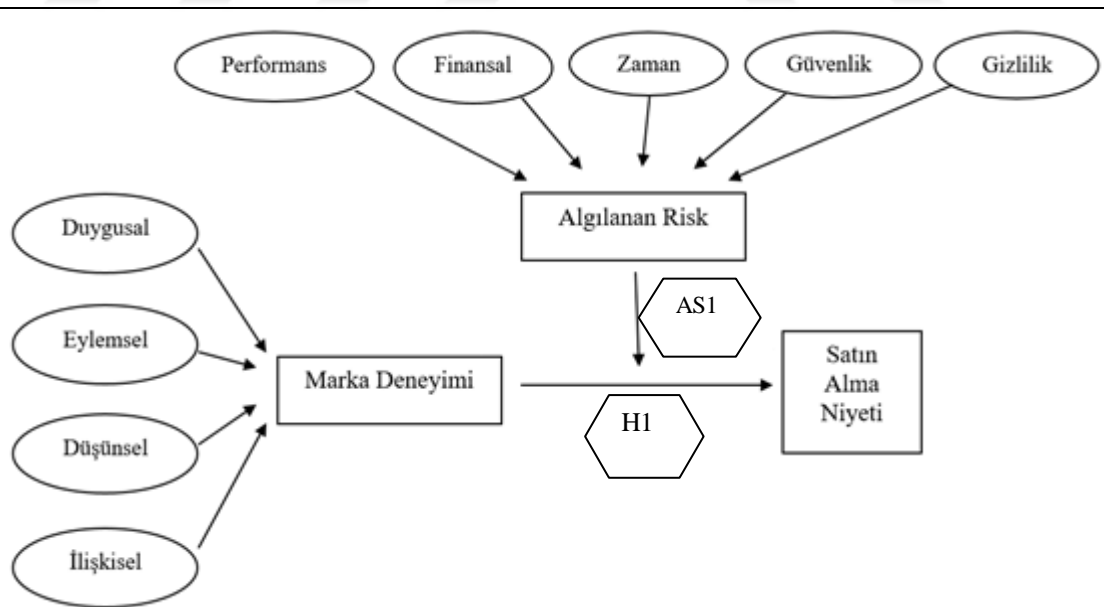 Performans
Finansal
Zaman
Güvenlik
Gizlilik
Algılanan Risk
Duygusal
AS1
Eylemsel
Marka Deneyimi
Satın
Alma
Niyeti
H1
Düşünsel
İlişkisel